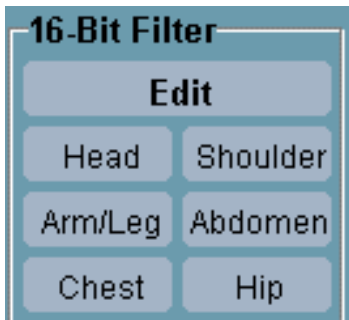 16-Bit Filter
Edit
Head Shoulder
Arm/Leg Abdomen
Chest Hip